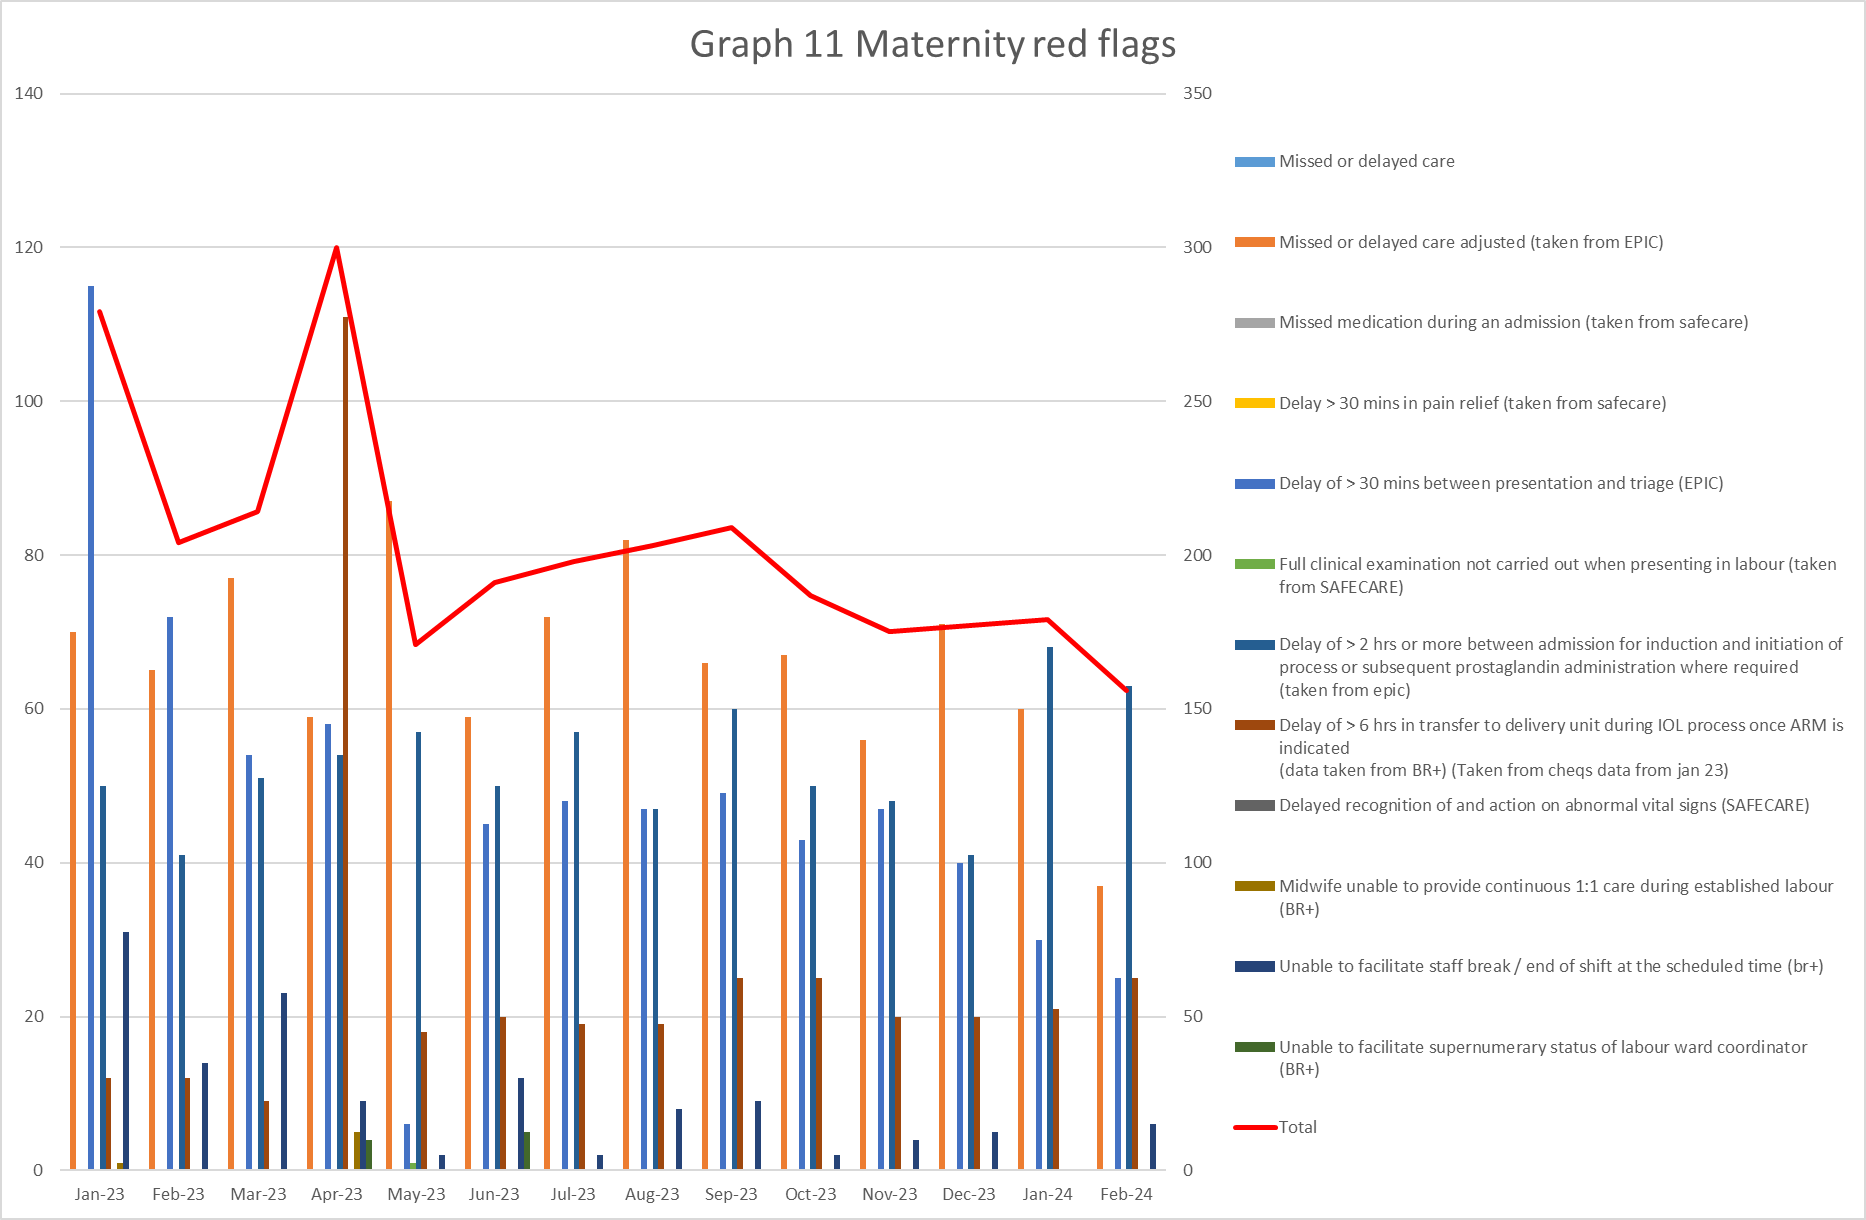 Graph 11 Maternity red flags
140
120
100
80
60
40
20
0
350
300
250
200
150
100
50
0
Jan-23
Feb-23
Mar-23
Apr-23
May-23
Jun-23
Jul-23
Aug-23
Sep-23
Oct-23
Nov-23
Dec-23
Jan-24
Feb-24
Missed or delayed care
Missed or delayed care adjusted (taken from EPIC)
Missed medication during an admission (taken from safecare)
Delay > 30 mins in pain relief (taken from safecare)
Delay of > 30 mins between presentation and triage (EPIC)
Full clinical examination not carried out when presenting in labour (taken
from SAFECARE)
Delay of > 2 hrs or more between admission for induction and initiation of
process or subsequent prostaglandin administration where required
(taken from epic)
Delay of > 6 hrs in transfer to delivery unit during IOL process once ARM is
indicated
(data taken from BR+) (Taken from cheqs data from jan 23)
Delayed recognition of and action on abnormal vital signs (SAFECARE)
Midwife unable to provide continuous 1:1 care during established labour
(BR+)
Unable to facilitate staff break / end of shift at the scheduled time (br+)
Unable to facilitate supernumerary status of labour ward coordinator
(BR+)
Total